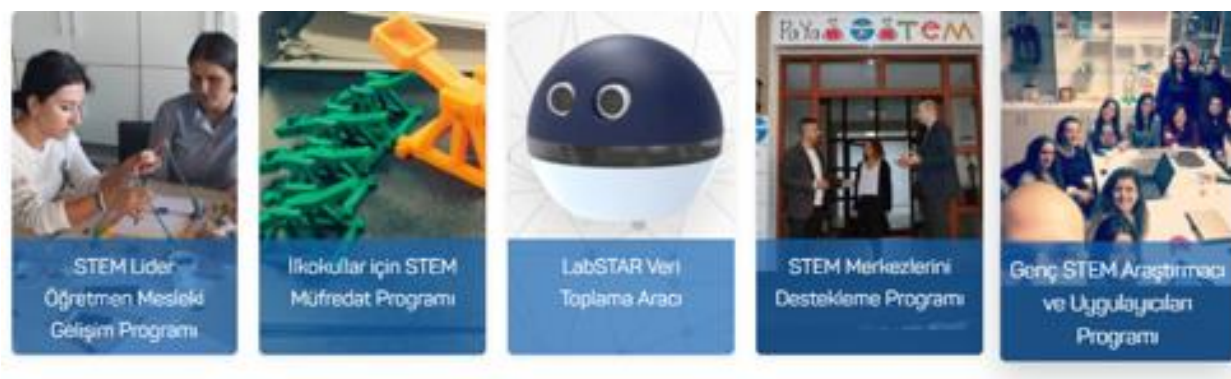 STEM Lider
Öğretmen Mesleki
Gelişim Programı
İlkokullar için STEM
Müfredat Programı
LabSTAR Veri
Toplama Aracı
STEM
STEM Merkezlerini
Destekleme Programı
Genç STEM Araştırmacı
ve Uygulayıcıları
Programı